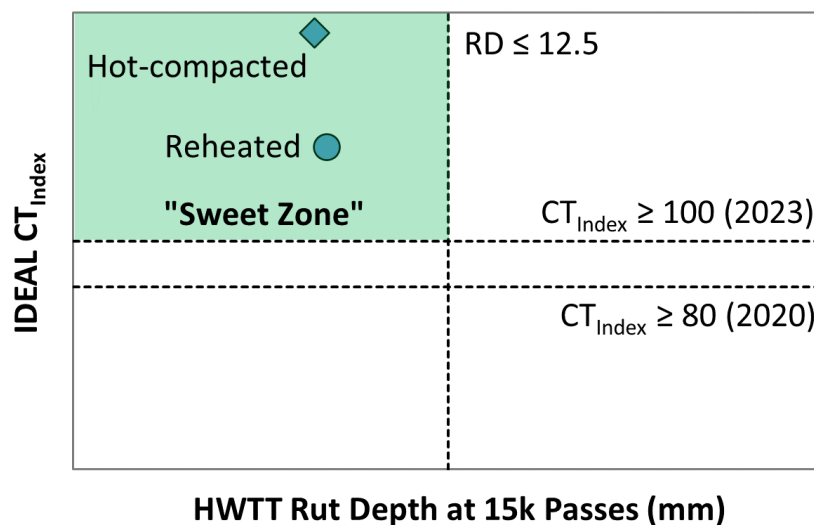 RD ≤ 12.5
Hot-compacted
Reheated
"Sweet Zone"
CTIndex ≥ 100 (2023)
CTIndex ≥ 80 (2020)
IDEAL CTIndex
HWTT Rut Depth at 15k Passes (mm)